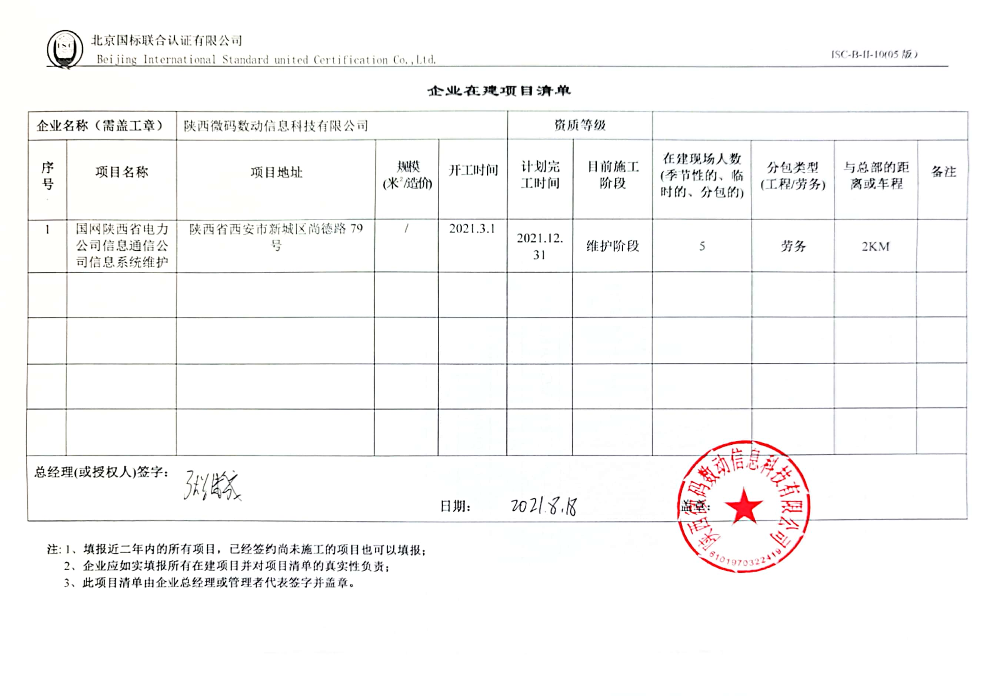 ISC
北京国标联合认证有限公司
Beijing International Standard united Certification Co.,Ltd.
ISC-B-II-10(05 版)
企业在建项目清单
企业名称（需盖工章）
陕西微码数动信息科技有限公司
资质等级
序
号
项目名称
项目地址
规模
(米²/造价)
开工时间
计划完
工时间
目前施工
阶段
在建现场人数
(季节性的、临
时的、分包的)
分包类型
(工程/劳务)
与总部的距
离或车程
备注
1
国网陕西省电力
公司信息通信公
司信息系统维护
陕西省西安市新城区尚德路 79
号
/
2021.3.1
2021.12.
31
维护阶段
5
劳务
2KM
总经理(或授权人)签字：
日期：
2021.8.18
陕西微码数动信息科技有限公司
6101970322419
注: 1、填报近二年内的所有项目，已经签约尚未施工的项目也可以填报；
2、企业应如实填报所有在建项目并对项目清单的真实性负责；
3、此项目清单由企业总经理或管理者代表签字并盖章。